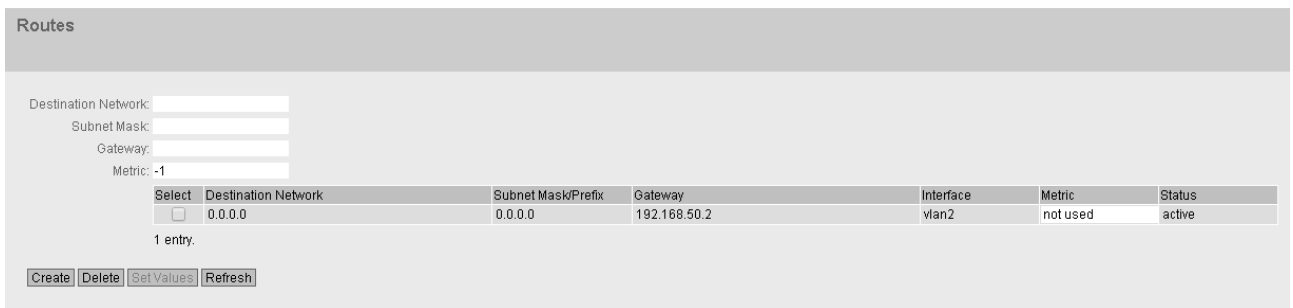 Routes
Destination Network:
Subnet Mask:
Gateway:
Metric: -1
Select Destination Network Subnet Mask/Prefix Gateway Interface Metric Status
0.0.0.0 0.0.0.0 192.168.50.2 vlan2 not used active
1 entry.
Create Delete Set Values Refresh